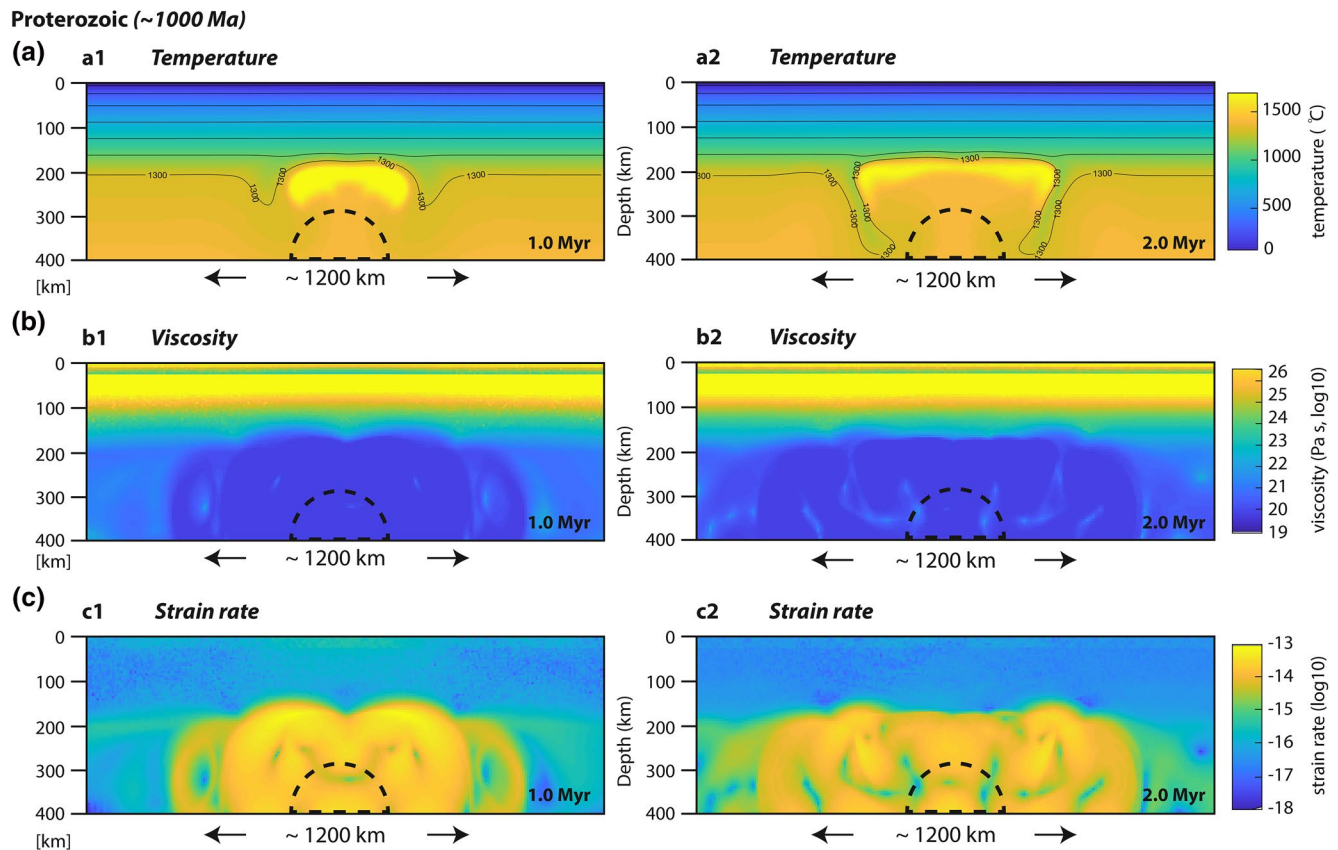 Proterozoic (~1000 Ma)
(a)
a1 Temperature
a2 Temperature
0
100
200
300
400
[km]
1300
1300
1300
1300
1300
1300
1.0 Myr
← ~ 1200 km →
Depth (km)
0
100
200
300
400
1300
1300
1300
1300
1300
1300
1300
1300
1300
2.0 Myr
← ~ 1200 km →
1500
1000
500
0
temperature (°C)
(b)
b1 Viscosity
b2 Viscosity
0
100
200
300
400
[km]
1.0 Myr
← ~ 1200 km →
Depth (km)
0
100
200
300
400
2.0 Myr
← ~ 1200 km →
26
25
24
23
22
21
20
19
viscosity (Pa s, log10)
(c)
c1 Strain rate
c2 Strain rate
0
100
200
300
400
[km]
1.0 Myr
← ~ 1200 km →
Depth (km)
0
100
200
300
400
2.0 Myr
← ~ 1200 km →
-13
-14
-15
-16
-17
-18
strain rate (log10)